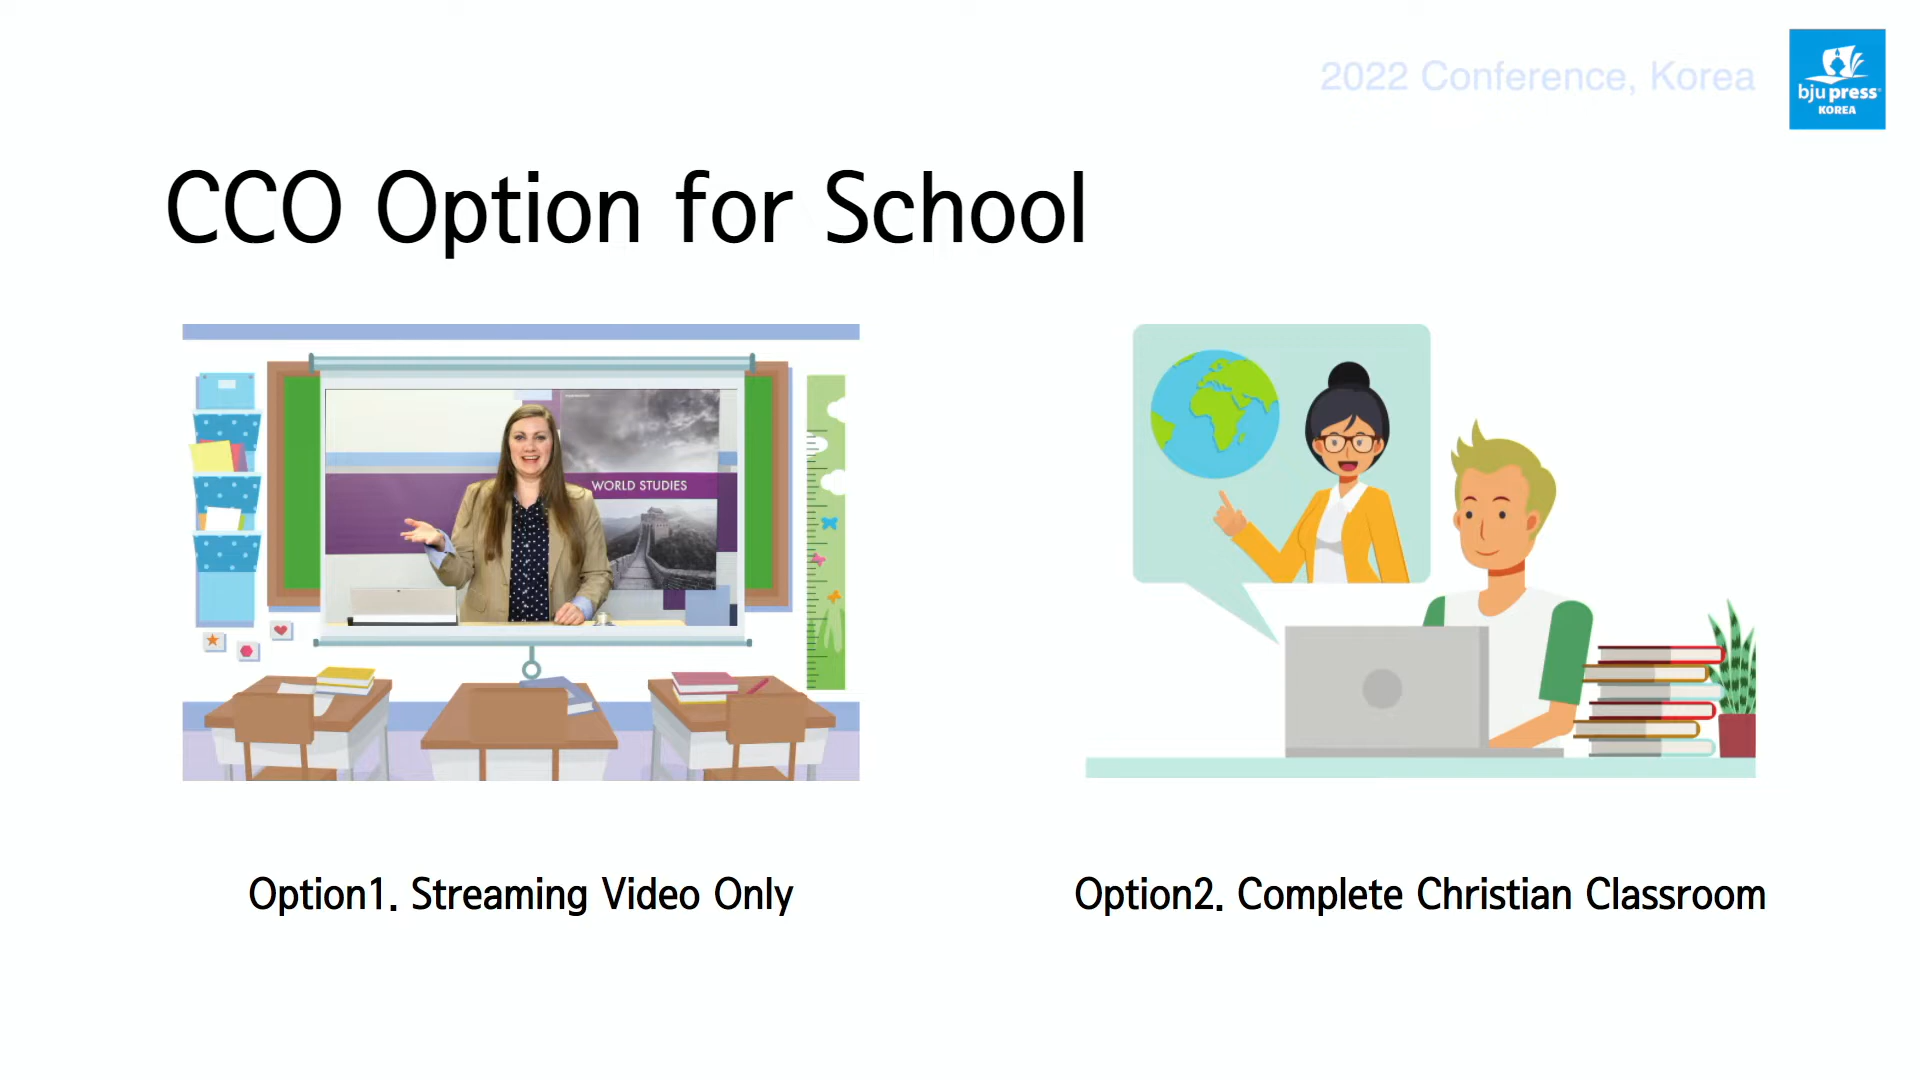 2022 Conference, Korea
bju press
KOREA
CCO Option for School
WORLD STUDIES
Option1. Streaming Video Only
Option2. Complete Christian Classroom